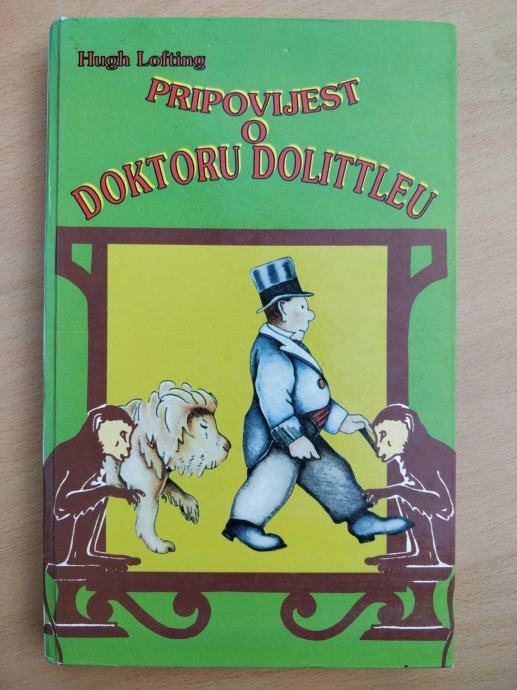 Hugh Lofting
PRIPOVIJEST
O
DOKTORU DOLITTLEU